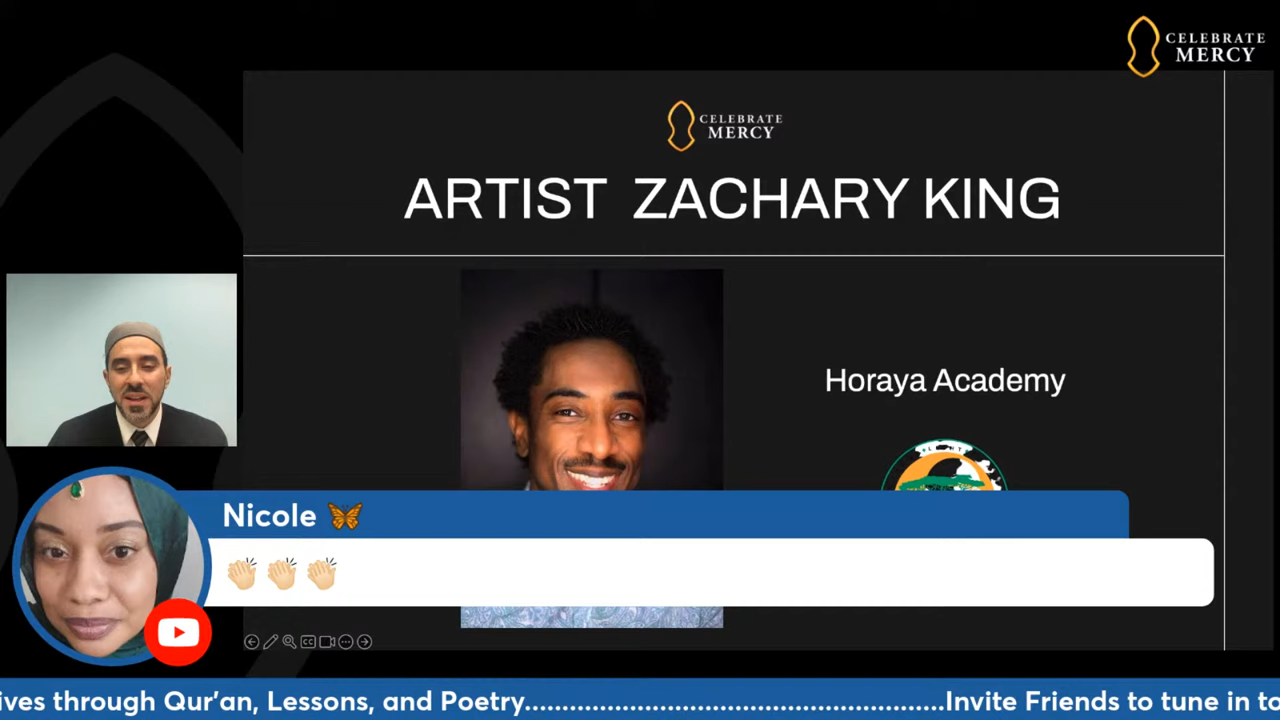 CELEBRATE
MERCY
CELEBRATE
MERCY
ARTIST ZACHARY KING
Horaya Academy
Nicole 🦋
👏🏻 👏🏻 👏🏻
CC
ives through Qur'an, Lessons, and Poetry..........................................................Invite Friends to tune in to